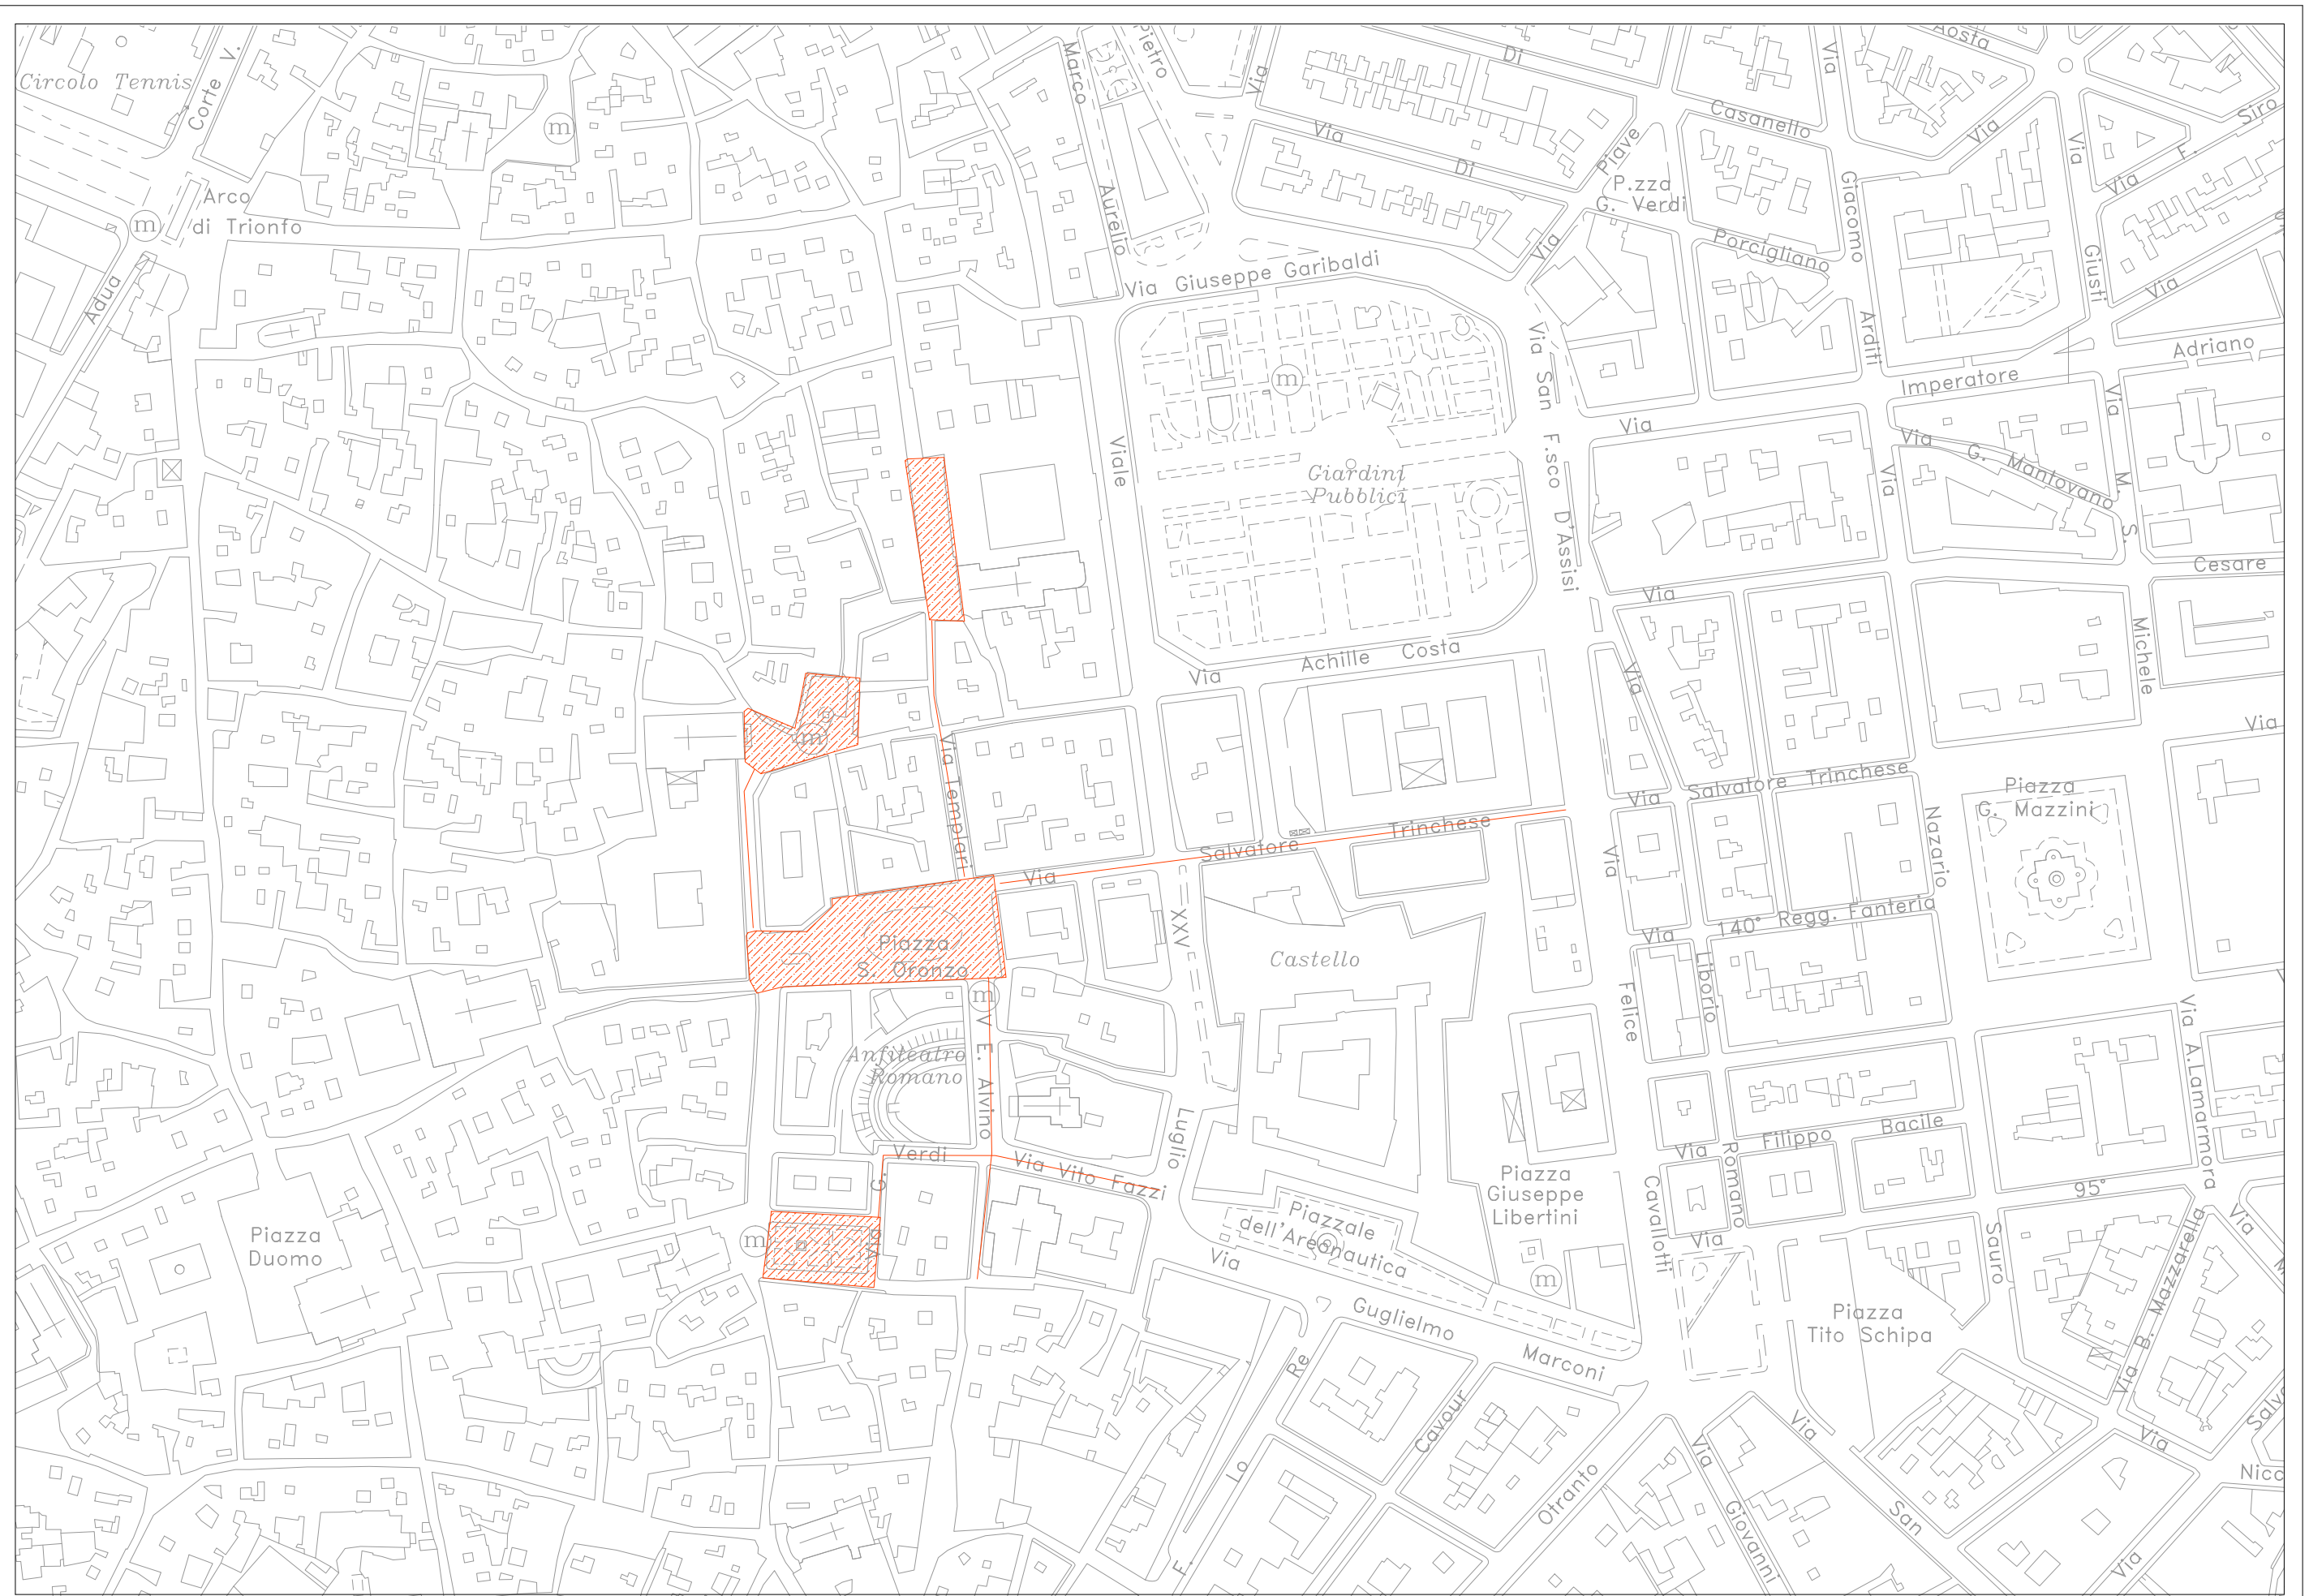 Circolo Tennis
Corte V.
m
Arco
di Trionfo
m
Adua
Marco
Aurelio
Pietro
Via
Via
Di
Di
Via
Piave
P.zza
G. Verdi
Casanello
Porcigliano
Via
Giacomo
Arditi
Aosta
Via
Via
Giusti
Siro
F.
Via
Via
Adriano
Via Giuseppe Garibaldi
Viale
m
Giardini
Pubblici
Via San F.sco D'Assisi
Via
Imperatore
Via
G. Mantovano
Via
Via M. S.
Michele
Cesare
Via
Via
Achille Costa
Via
Via
Salvatore Trinchese
Via
Nazario
Sauro
Piazza
G. Mazzini
Via
m
Via Templari
Via
Salvatore
Trinchese
XXV
Luglio
Castello
Piazza
S. Oronzo
m
V. E. Alvino
Anfiteatro
Romano
Verdi
G.
Via
Via Vito Fazzi
m
Piazza
Duomo
Via
Felice
Cavallotti
Via
140° Regg. Fanteria
Liborio
Romano
Via
Filippo
Bacile
Via
95°
Via A.Lamarmora
Via B. Mazzarella
Via
Piazza
Giuseppe
Libertini
m
Piazzale
dell'Areonautica
Via
Guglielmo
Marconi
Piazza
Tito Schipa
F.
Lo
Re
Cavour
Otranto
Via
Giovanni
Via
San
Via
Via
Salv
Nicc